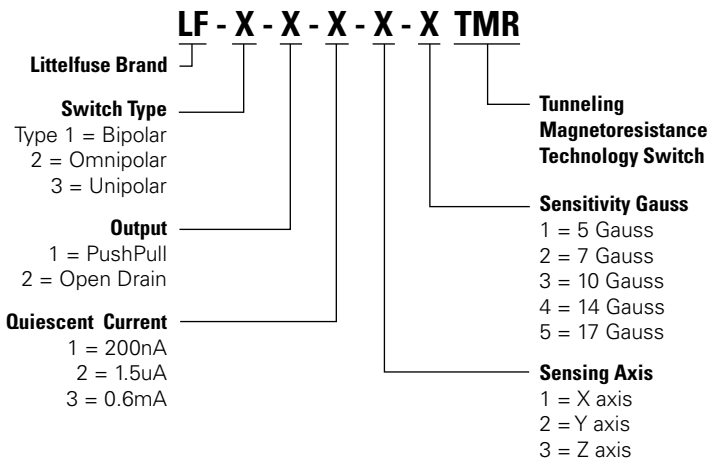 LF - X - X - X - X - X TMR
Littelfuse Brand
Switch Type
Type 1 = Bipolar
2 = Omnipolar
3 = Unipolar
Output
1 = PushPull
2 = Open Drain
Quiescent Current
1 = 200nA
2 = 1.5uA
3 = 0.6mA
Tunneling
Magnetoresistance
Technology Switch
Sensitivity Gauss
1 = 5 Gauss
2 = 7 Gauss
3 = 10 Gauss
4 = 14 Gauss
5 = 17 Gauss
Sensing Axis
1 = X axis
2 = Y axis
3 = Z axis